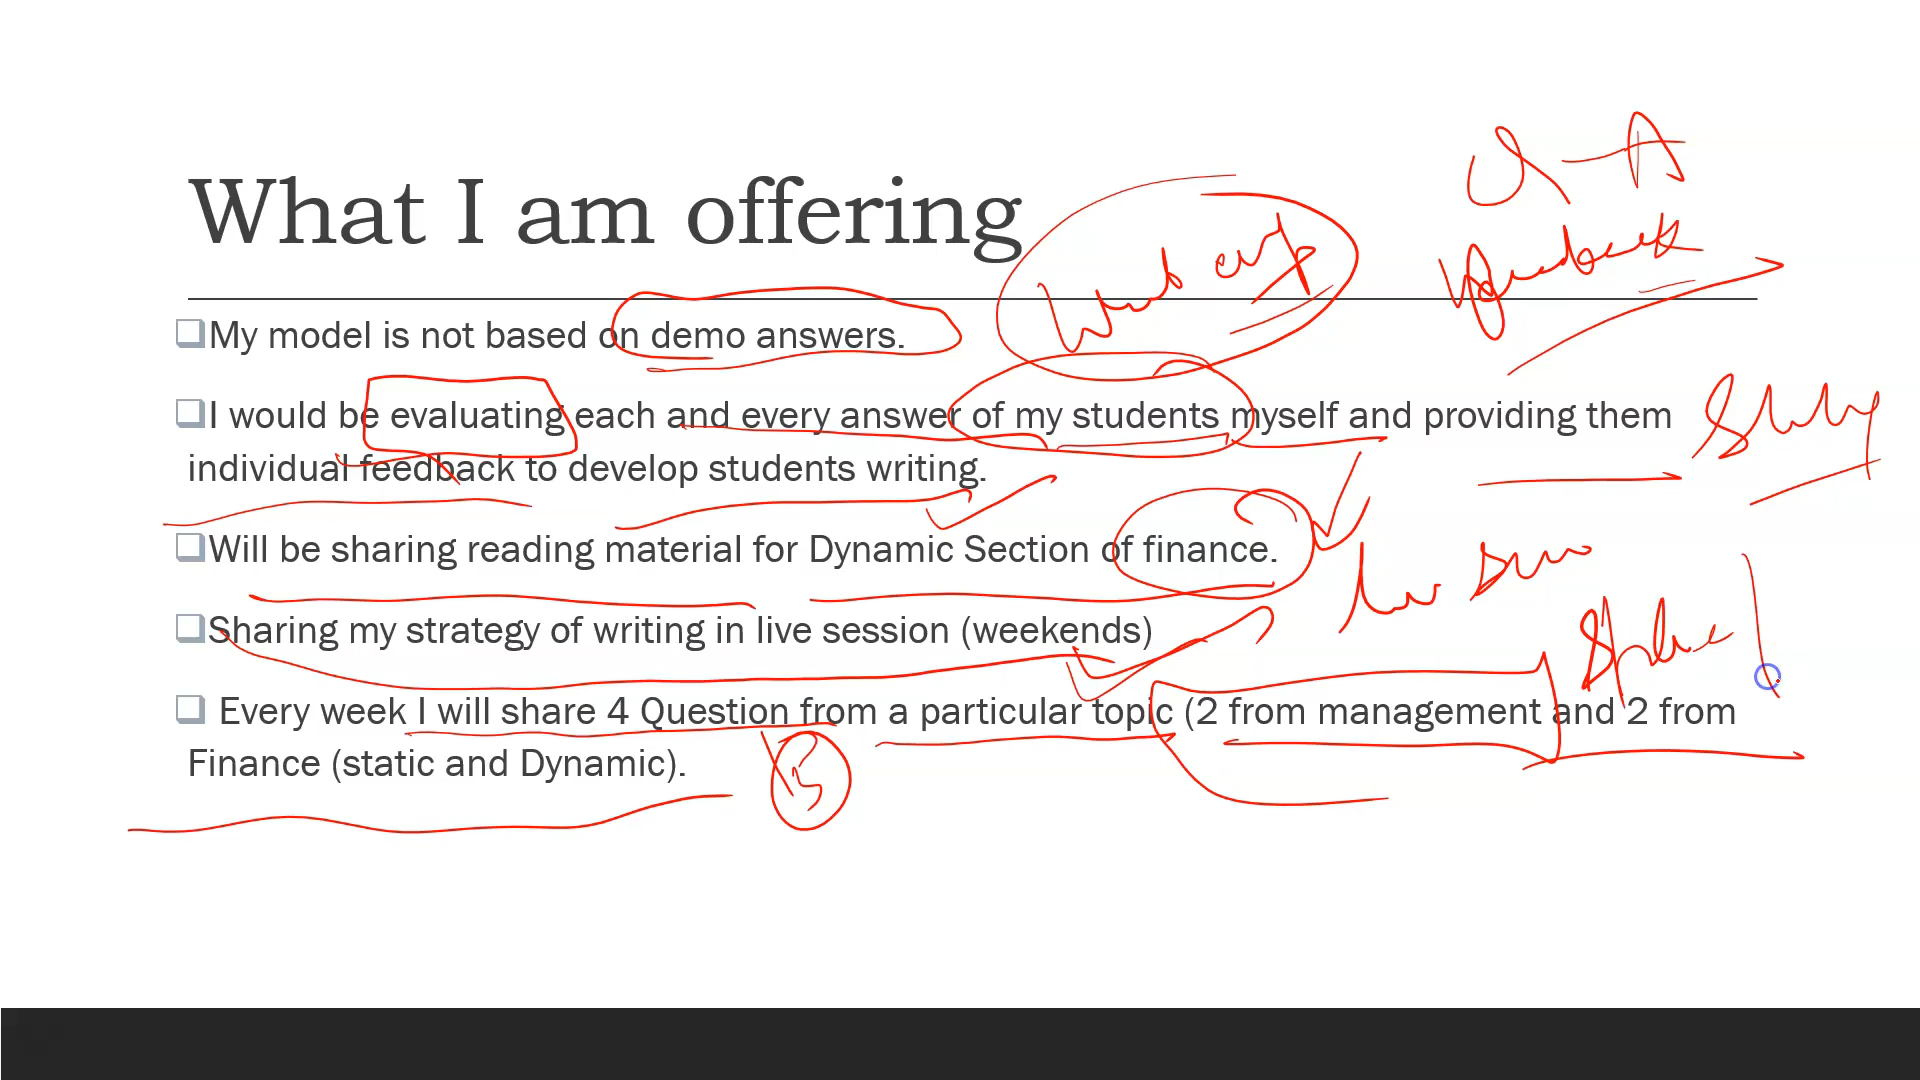 What I am offering
My model is not based on demo answers.
I would be evaluating each and every answer of my students myself and providing them
individual feedback to develop students writing.
Will be sharing reading material for Dynamic Section of finance.
Sharing my strategy of writing in live session (weekends)
Every week I will share 4 Question from a particular topic (2 from management and 2 from
Finance (static and Dynamic).